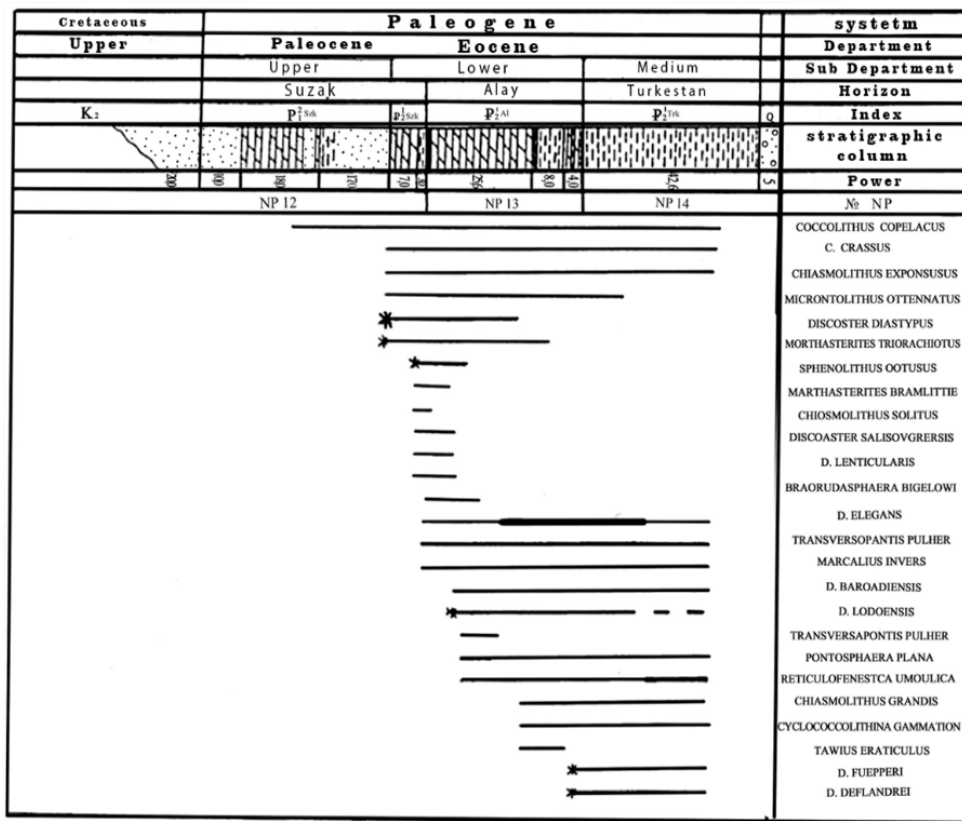 Cretaceous Paleogene systetm
Upper Paleocene Eocene Department
Upper Lower Medium Sub Department
Suzak Alay Turkestan Horizon
K2 Index
stratigraphic
column
Power
NP 12 NP 13 NP 14 № NP
COCCOLITHUS COPELACUS
C. CRASSUS
CHIASMOLITHUS EXPONSUSUS
MICRONTOLITHUS OTTENNATUS
DISCOSTER DIASTYPUS
MORTHASTERITES TRIORACHIOTUS
SPHENOLITHUS OOTUSUS
MARTHASTERITES BRAMLITTIE
CHIOSMOLITHUS SOLITUS
DISCOASTER SALISOVGRERSIS
D. LENTICULARIS
BRAORUDASPHAERA BIGELOWI
D. ELEGANS
TRANSVERSOPANTIS PULHER
MARCALIUS INVERS
D. BAROADIENSIS
D. LODOENSIS
TRANSVERSAPONTIS PULHER
PONTOSPHAERA PLANA
RETICULOFENESTCA UMOULICA
CHIASMOLITHUS GRANDIS
CYCLOCOCCOLITHINA GAMMATION
TAWIUS ERATICULUS
D. FUEPPERI
D. DEFLANDREI